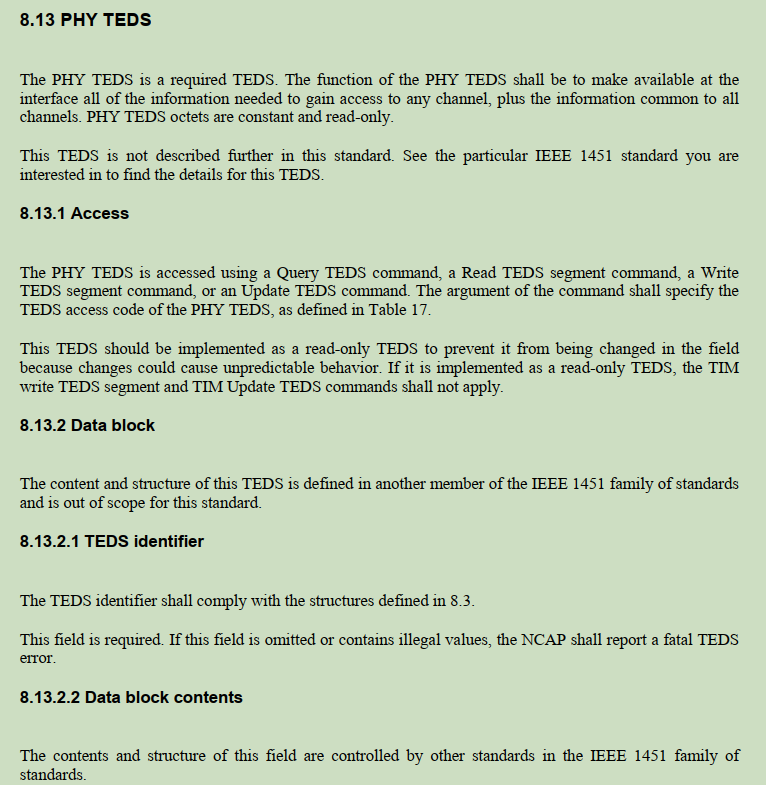 8.13 PHY TEDS
The PHY TEDS is a required TEDS. The function of the PHY TEDS shall be to make available at the
interface all of the information needed to gain access to any channel, plus the information common to all
channels. PHY TEDS octets are constant and read-only.
This TEDS is not described further in this standard. See the particular IEEE 1451 standard you are
interested in to find the details for this TEDS.
8.13.1 Access
The PHY TEDS is accessed using a Query TEDS command, a Read TEDS segment command, a Write
TEDS segment command, or an Update TEDS command. The argument of the command shall specify the
TEDS access code of the PHY TEDS, as defined in Table 17.
This TEDS should be implemented as a read-only TEDS to prevent it from being changed in the field
because changes could cause unpredictable behavior. If it is implemented as a read-only TEDS, the TIM
write TEDS segment and TIM Update TEDS commands shall not apply.
8.13.2 Data block
The content and structure of this TEDS is defined in another member of the IEEE 1451 family of standards
and is out of scope for this standard.
8.13.2.1 TEDS identifier
The TEDS identifier shall comply with the structures defined in 8.3.
This field is required. If this field is omitted or contains illegal values, the NCAP shall report a fatal TEDS
error.
8.13.2.2 Data block contents
The contents and structure of this field are controlled by other standards in the IEEE 1451 family of
standards.